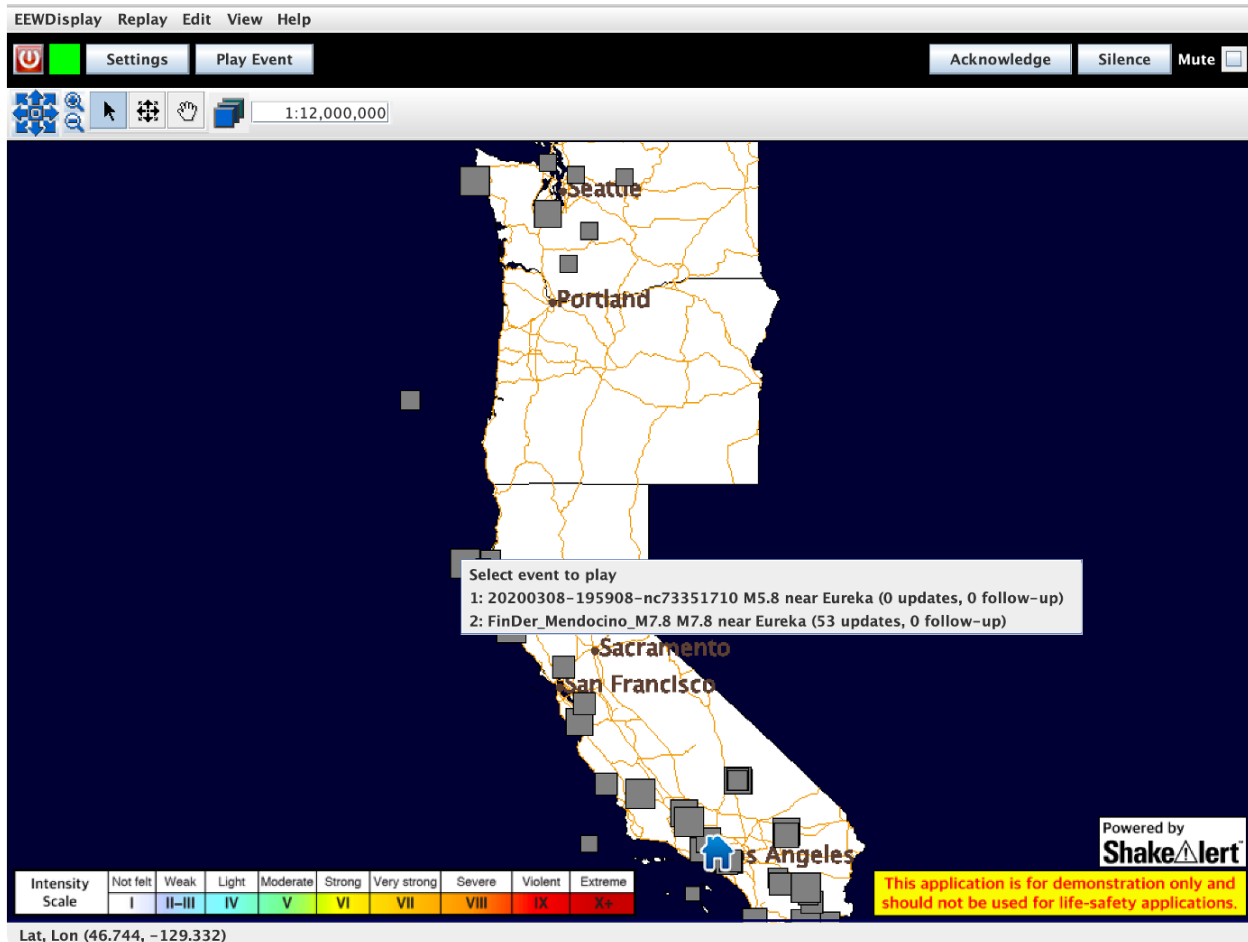 EEWDisplay Replay Edit View Help
Settings Play Event Acknowledge Silence Mute
1:12,000,000
Seattle
Portland
Select event to play
1: 20200308-195908-nc73351710 M5.8 near Eureka (0 updates, 0 follow-up)
2: FinDer_Mendocino_M7.8 M7.8 near Eureka (53 updates, 0 follow-up)
Sacramento
San Francisco
s Angeles
Powered by
ShakeAlert
Intensity Scale
Not felt Weak Light Moderate Strong Very strong Severe Violent Extreme
I II–III IV V VI VII VIII IX X+
This application is for demonstration only and
should not be used for life-safety applications.
Lat, Lon (46.744, −129.332)